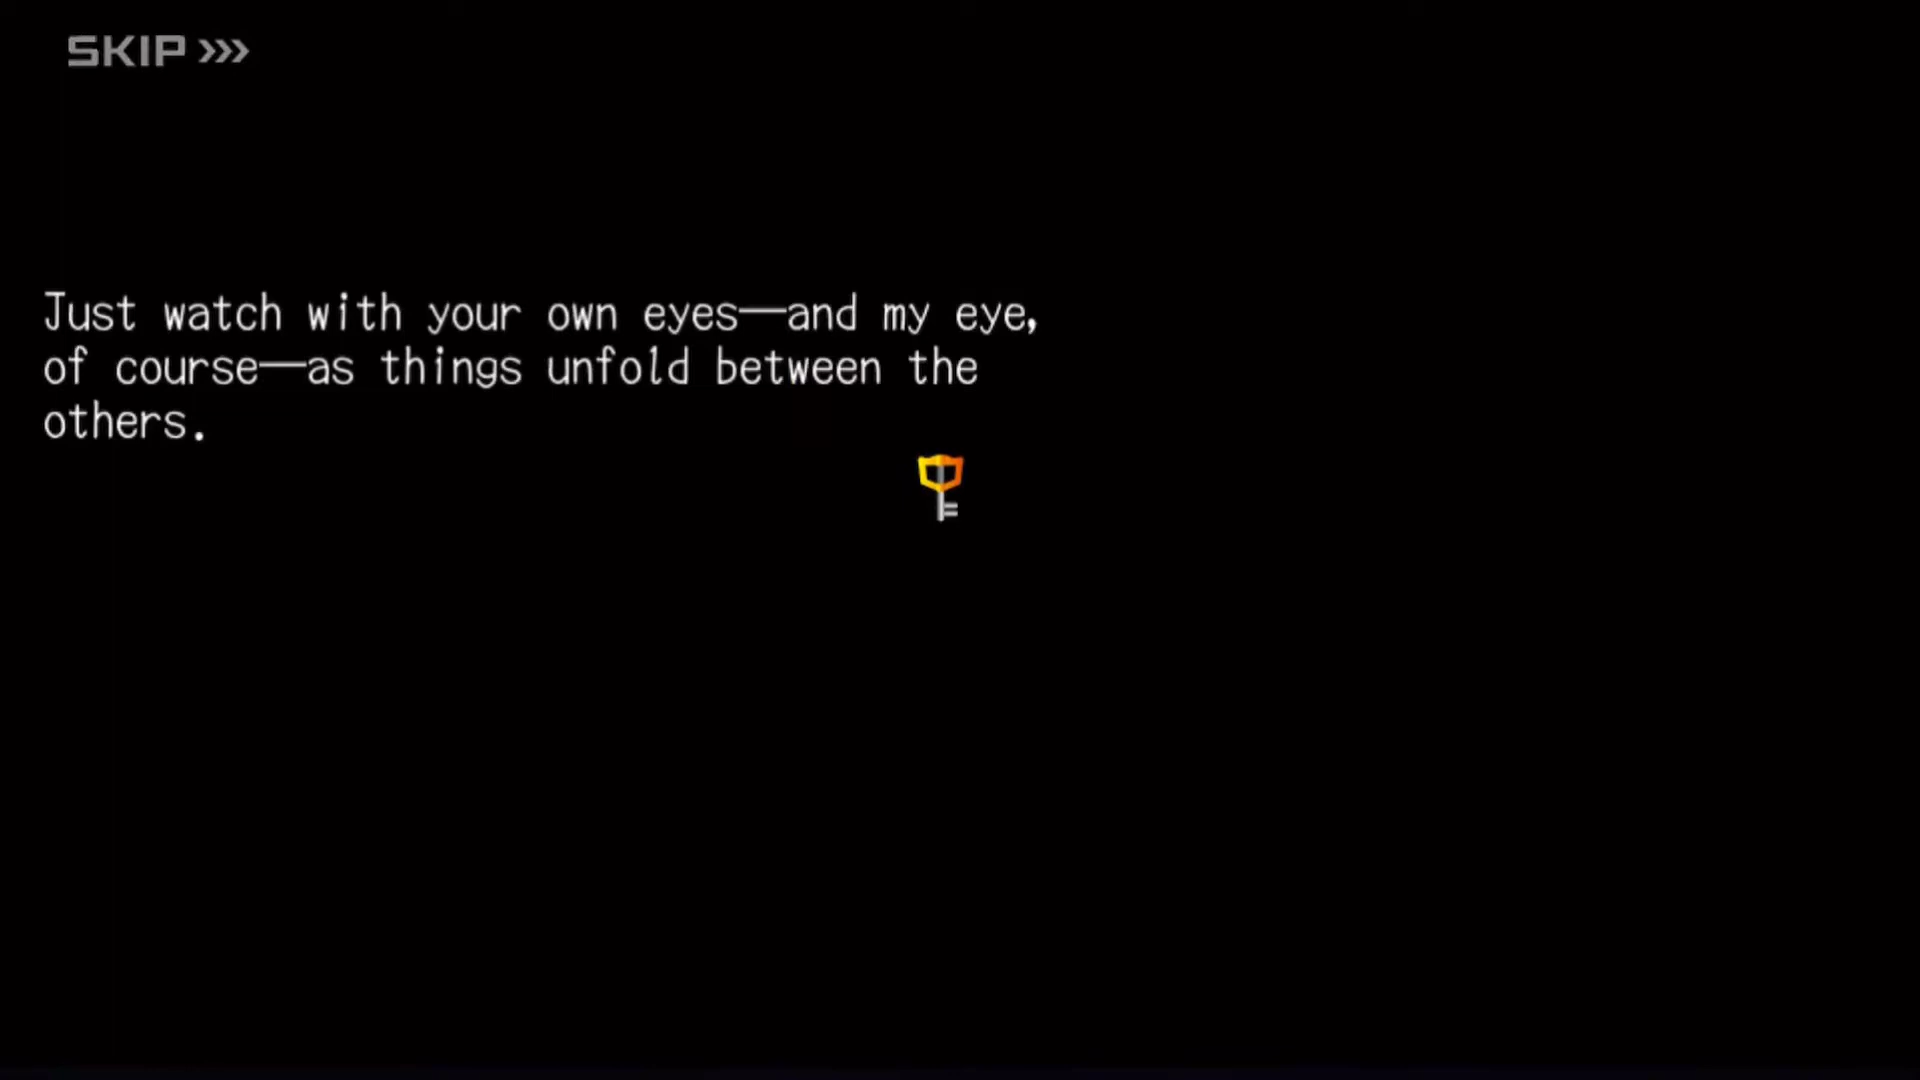 SKIP >>>
Just watch with your own eyes──and my eye,
of course──as things unfold between the
others.